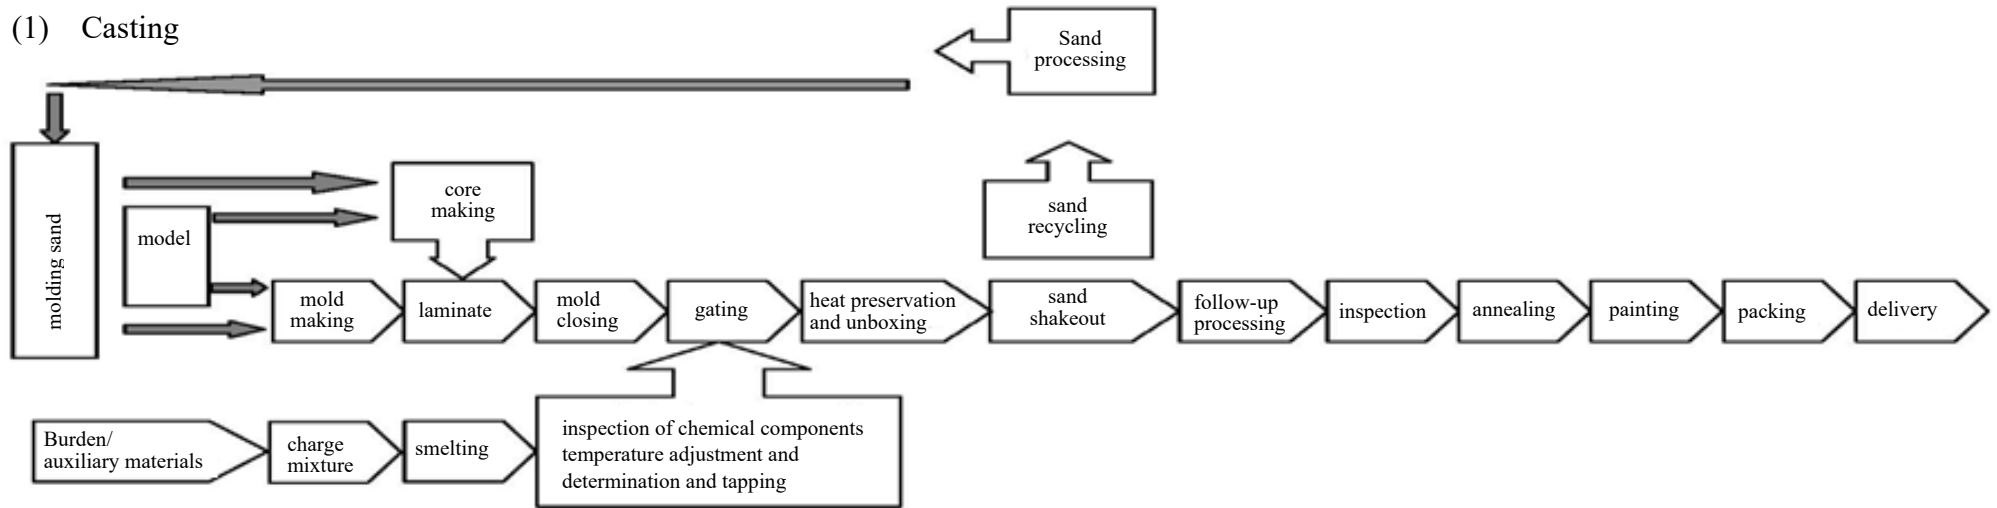 (1) Casting
Sand
processing
molding sand
model
core
making
sand
recycling
mold
making
laminate
mold
closing
gating
heat preservation
and unboxing
sand
shakeout
follow-up
processing
inspection
annealing
painting
packing
delivery
Burden/
auxiliary materials
charge
mixture
smelting
inspection of chemical components
temperature adjustment and
determination and tapping